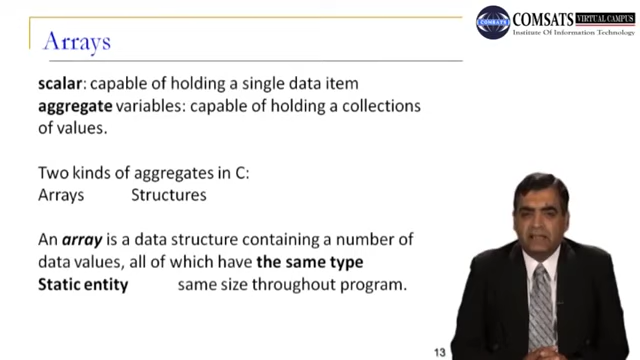 Arrays
COMSATS VIRTUAL CAMPUS
Institute Of Information Technology
scalar: capable of holding a single data item
aggregate variables: capable of holding a collections
of values.
Two kinds of aggregates in C:
Arrays Structures
An array is a data structure containing a number of
data values, all of which have the same type
Static entity same size throughout program.
13